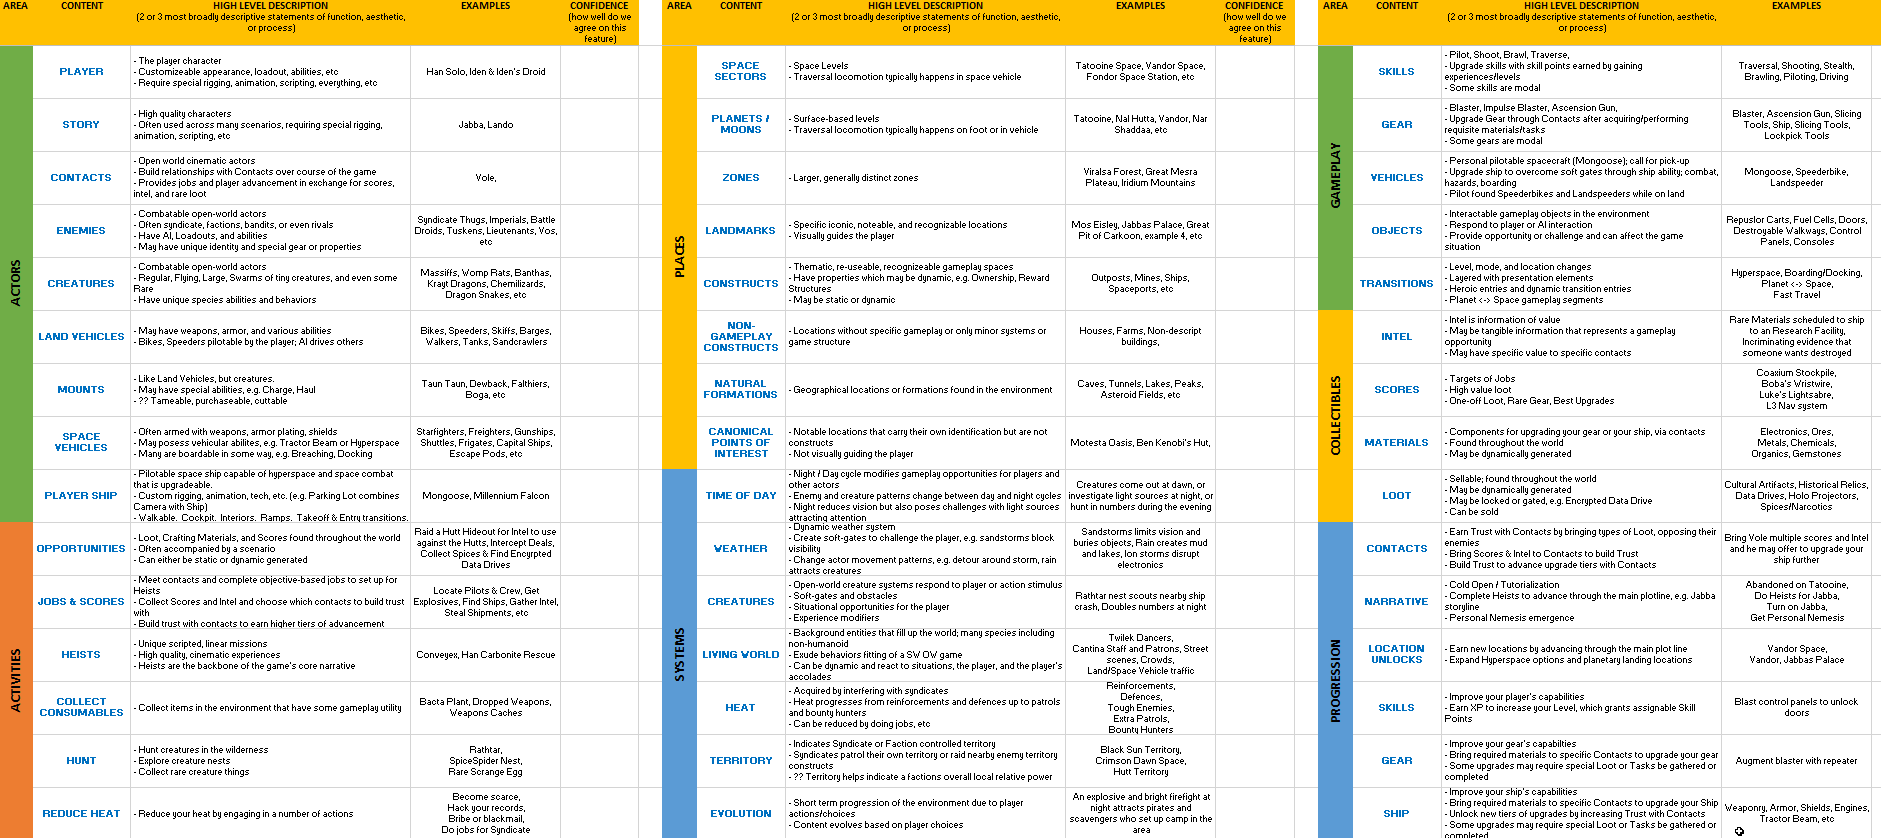 AREA
CONTENT
HIGH LEVEL DESCRIPTION
(2 or 3 most broadly descriptive statements of function, aesthetic,
or process)
EXAMPLES
CONFIDENCE
(how well do we
agree on this
feature)
ACTORS
PLAYER
- The player character
- Customizeable appearance, loadout, abilities, etc
- Require special rigging, animation, scripting, everything, etc
Han Solo, Iden & Iden's Droid
STORY
- High quality characters
- Often used across many scenarios, requiring special rigging,
animation, scripting, etc
Jabba, Lando
CONTACTS
- Open world cinematic actors
- Build relationships with Contacts over course of the game
- Provides jobs and player advancement in exchange for scores,
intel, and rare loot
Vole,
ENEMIES
- Combatable open-world actors
- Often syndicate, factions, bandits, or even rivals
- Have AI, Loadouts, and abilities
- May have unique identity and special gear or properties
Syndicate Thugs, Imperials, Battle
Droids, Tuskens, Lieutenants, Vos,
etc
CREATURES
- Combatable open-world actors
- Regular, Flying, Large, Swarms of tiny creatures, and even some
Rare
- Have unique species abilities and behaviors
Massiffs, Womp Rats, Banthas,
Krayt Dragons, Chemilizards,
Dragon Snakes, etc
LAND VEHICLES
- May have weapons, armor, and various abilities
- Bikes, Speeders pilotable by the player; AI drives others
Bikes, Speeders, Skiffs, Barges,
Walkers, Tanks, Sandcrawlers
MOUNTS
- Like Land Vehicles, but creatures.
- May have special abilities, e.g. Charge, Haul
- ?? Tameable, purchaseable, cuttable
Taun Taun, Dewback, Falthiers,
Boga, etc
SPACE
VEHICLES
- Often armed with weapons, armor plating, shields
- May posses vehicular abilites, e.g. Tractor Beam or Hyperspace
- Many are boardable in some way, e.g. Breaching, Docking
Starfighters, Freighters, Gunships,
Shuttles, Frigates, Capital Ships,
Escape Pods, etc
PLAYER SHIP
- Pilotable space ship capable of hyperspace and space combat
that is upgradeable.
- Custom rigging, animation, tech, etc. (e.g. Parking Lot combines
Camera with Ship)
- Walkable, Cockpit, Interiors, Ramps, Takeoff & Entry transitions.
Mongoose, Millennium Falcon
ACTIVITIES
OPPORTUNITIES
- Loot, Crafting Materials, and Scores found throughout the world
- Often accompanied by a scenario
- Can either be static or dynamic generated
Raid a Hutt Hideout for Intel to use
against the Hutts, Intercept Deals,
Collect Spices & Find Encyrpted
Data Drives
JOBS & SCORES
- Meet contacts and complete objective-based jobs to set up for
Heists
- Collect Scores and Intel and choose which contacts to build trust
with
- Build trust with contacts to earn higher tiers of advancement
Locate Pilots & Crew, Get
Explosives, Find Ships, Gather Intel,
Steal Shipments, etc
HEISTS
- Unique scripted, linear missions
- High quality, cinematic experiences
- Heists are the backbone of the game's core narrative
Conveyex, Han Carbonite Rescue
COLLECT
CONSUMABLES
- Collect items in the environment that have some gameplay utility
Bacta Plant, Dropped Weapons,
Weapons Caches
HUNT
- Hunt creatures in the wilderness
- Explore creature nests
- Collect rare creature things
Rathtar,
SpiceSpider Nest,
Rare Scrange Egg
REDUCE HEAT
- Reduce your heat by engaging in a number of actions
Become scarce,
Hack your records,
Bribe or blackmail,
Do jobs for Syndicate
AREA
CONTENT
HIGH LEVEL DESCRIPTION
(2 or 3 most broadly descriptive statements of function, aesthetic,
or process)
EXAMPLES
CONFIDENCE
(how well do we
agree on this
feature)
PLACES
SPACE
SECTORS
- Space Levels
- Traversal locomotion typically happens in space vehicle
Tatooine Space, Vandor Space,
Fondor Space Station, etc
PLANETS /
MOONS
- Surface-based levels
- Traversal locomotion typically happens on foot or in vehicle
Tatooine, Nal Hutta, Vandor, Nar
Shaddaa, etc
ZONES
- Larger, generally distinct zones
Viralsa Forest, Great Mesra
Plateau, Iridium Mountains
LANDMARKS
- Specific iconic, noteable, and recognizable locations
- Visually guides the player
Mos Eisley, Jabbas Palace, Great
Pit of Carkoon, example 4, etc
CONSTRUCTS
- Thematic, re-useable, recognizeable gameplay spaces
- Have properties which may be dynamic, e.g. Ownership, Reward
Structures
- May be static or dynamic
Outposts, Mines, Ships,
Spaceports, etc
NON-
GAMEPLAY
CONSTRUCTS
- Locations without specific gameplay or only minor systems or
game structure
Houses, Farms, Non-descript
buildings,
NATURAL
FORMATIONS
- Geographical locations or formations found in the environment
Caves, Tunnels, Lakes, Peaks,
Asteroid Fields, etc
CANONICAL
POINTS OF
INTEREST
- Notable locations that carry their own identification but are not
constructs
- Not visually guiding the player
Motesta Oasis, Ben Kenobi's Hut,
SYSTEMS
TIME OF DAY
- Night / Day cycle modifies gameplay opportunities for players and
other actors
- Enemy and creature patterns change between day and night cycles
- Night reduces vision but also poses challenges with light sources
attracting attention
Creatures come out at dawn, or
investigate light sources at night, or
hunt in numbers during the evening
WEATHER
- Dynamic weather system
- Create soft-gates to challenge the player, e.g. sandstorms block
visibility
- Change actor movement patterns, e.g. detour around storm, rain
attracts creatures
Sandstorms limits vision and
buries objects, Rain creates mud
and lakes, Ion storms disrupt
electronics
CREATURES
- Open-world creature systems respond to player or action stimulus
- Soft-gates and obstacles
- Situational opportunities for the player
- Experience modifiers
Rathtar nest scouts nearby ship
crash, Doubles numbers at night
LIVING WORLD
- Background entities that fill up the world; many species including
non-humanoid
- Exude behaviors fitting of a SW OW game
- Can be dynamic and react to situations, the player, and the player's
accolades
Twilek Dancers,
Cantina Staff and Patrons, Street
scenes, Crowds,
Land/Space Vehicle traffic
HEAT
- Acquired by interfering with syndicates
- Heat progresses from reinforcements and defences up to patrols
and bounty hunters
- Can be reduced by doing jobs, etc
Reinforcements,
Defences,
Tough Enemies,
Extra Patrols,
Bounty Hunters
TERRITORY
- Indicates Syndicate or Faction controlled territory
- Syndicates patrol their own territory or raid nearby enemy territory
constructs
- ?? Territory helps indicate a factions overall local relative power
Black Sun Territory,
Crimson Dawn Space,
Hutt Territory
EVOLUTION
- Short term progression of the environment due to player
actions/choices
- Content evolves based on player choices
An explosive and bright firefight at
night attracts pirates and
scavengers who set up camp in the
area
AREA
CONTENT
HIGH LEVEL DESCRIPTION
(2 or 3 most broadly descriptive statements of function, aesthetic,
or process)
EXAMPLES
GAMEPLAY
SKILLS
- Pilot, Shoot, Brawl, Traverse,
- Upgrade skills with skill points earned by gaining
experiences/levels
- Some skills are modal
Traversal, Shooting, Stealth,
Brawling, Piloting, Driving
GEAR
- Blaster, Impulse Blaster, Ascension Gun,
- Upgrade Gear through Contacts after acquiring/performing
requisite materials/tasks
- Some gears are modal
Blaster, Ascension Gun, Slicing
Tools, Ship, Slicing Tools,
Lockpick Tools
VEHICLES
- Personal pilotable spacecraft (Mongoose); call for pick-up
- Upgrade ship to overcome soft gates through ship ability; combat,
hazards, boarding
- Pilot found Speederbikes and Landspeeders while on land
Mongoose, Speederbike,
Landspeeder
OBJECTS
- Interactable gameplay objects in the environment
- Respond to player or AI interaction
- Provide opportunity or challenge and can affect the game
situation
Repuslor Carts, Fuel Cells, Doors,
Destroyable Walkways, Control
Panels, Consoles
TRANSITIONS
- Level, mode, and location changes
- Layered with presentation elements
- Heroic entries and dynamic transition entries
- Planet <-> Space gameplay segments
Hyperspace, Boarding/Docking,
Planet <-> Space,
Fast Travel
COLLECTIBLES
INTEL
- Intel is information of value
- May be tangible information that represents a gameplay
opportunity
- May have specific value to specific contacts
Rare Materials scheduled to ship
to an Research Facility,
Incriminating evidence that
someone wants destroyed
SCORES
- Targets of Jobs
- High value loot
- One-off Loot, Rare Gear, Best Upgrades
Coaxium Stockpile,
Boba's Wristwire,
Luke's Lightsabre,
L3 Nav system
MATERIALS
- Components for upgrading your gear or your ship, via contacts
- Found throughout the world
- May be dynamically generated
Electronics, Ores,
Metals, Chemicals,
Organics, Gemstones
LOOT
- Sellable; found throughout the world
- May be dynamically generated
- May be locked or gated, e.g. Encrypted Data Drive
- Can be sold
Cultural Artifacts, Historical Relics,
Data Drives, Holo Projectors,
Spices/Narcotics
PROGRESSION
CONTACTS
- Earn Trust with Contacts by bringing types of Loot, opposing their
enemies
- Bring Scores & Intel to Contacts to build Trust
- Build Trust to advance upgrade tiers with Contacts
Bring Vole multiple scores and Intel
and he may offer to upgrade your
ship further
NARRATIVE
- Cold Open / Tutorialization
- Complete Heists to advance through the main plotline, e.g. Jabba
storyline
- Personal Nemesis emergence
Abandoned on Tatooine,
Do Heists for Jabba,
Turn on Jabba,
Get Personal Nemesis
LOCATION
UNLOCKS
- Earn new locations by advancing through the main plot line
- Expand Hyperspace options and planetary landing locations
Vandor Space,
Vandor, Jabbas Palace
SKILLS
- Improve your player's capabilities
- Earn XP to increase your Level, which grants assignable Skill
Points
Blast control panels to unlock
doors
GEAR
- Improve your gear's capabilties
- Bring required materials to specific Contacts to upgrade your gear
- Some upgrades may require special Loot or Tasks be gathered or
completed
Augment blaster with repeater
SHIP
- Improve your ship's capabilities
- Bring required materials to specific Contacts to upgrade your Ship
- Unlock new tiers of upgrades by increasing Trust with Contacts
- Some upgrades may require special Loot or Tasks be gathered or
completed
Weaponry, Armor, Shields, Engines,
Tractor Beam, etc